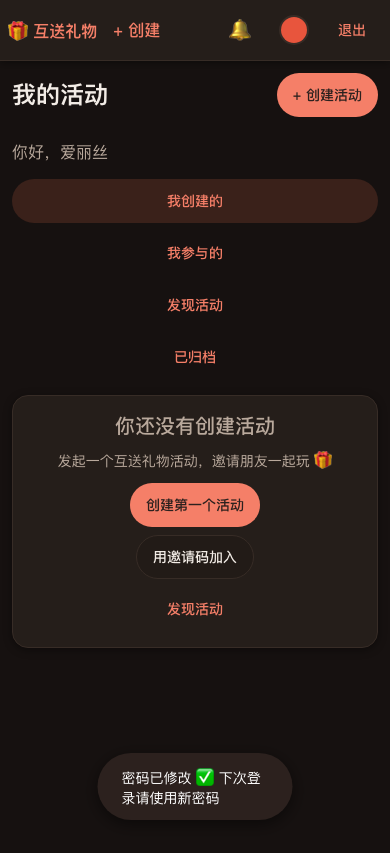 🎁 互送礼物 + 创建 🔔 退出
我的活动 + 创建活动
你好，爱丽丝
我创建的
我参与的
发现活动
已归档
你还没有创建活动
发起一个互送礼物活动，邀请朋友一起玩 🎁
创建第一个活动
用邀请码加入
发现活动
密码已修改 ✅ 下次登
录请使用新密码